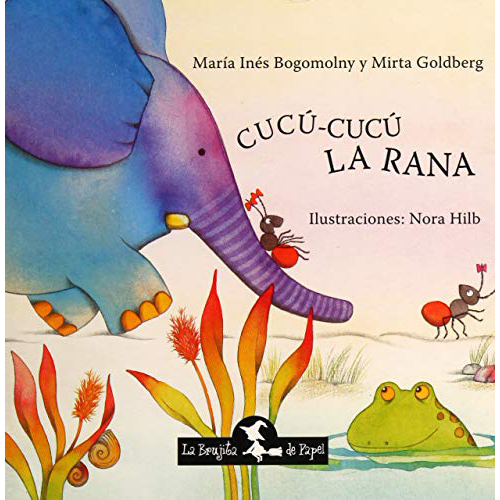 María Inés Bogomolny y Mirta Goldberg
CUCÚ-CUCÚ
LA RANA
Ilustraciones: Nora Hilb
La Brujita de Papel